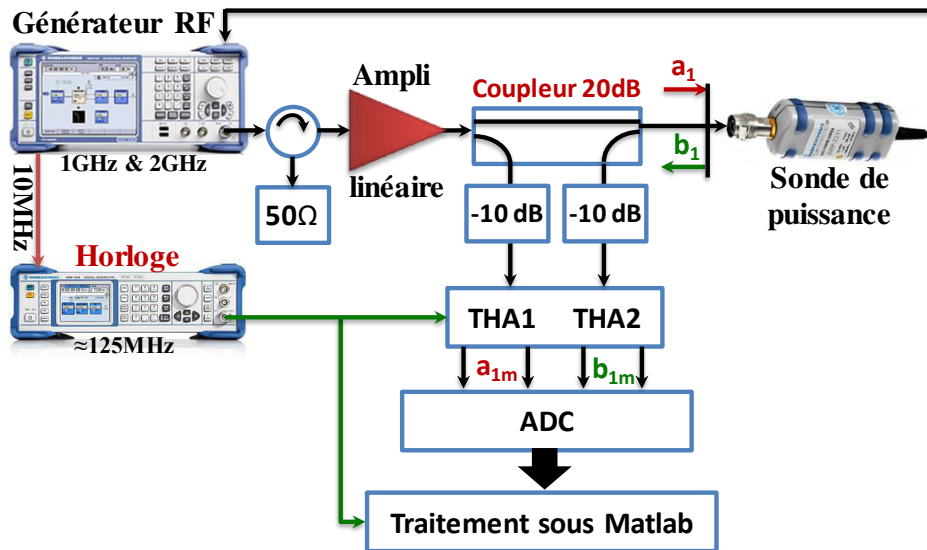 Générateur RF
1GHz & 2GHz
10MHz
Horloge
≈125MHz
50Ω
Ampli
linéaire
Coupleur 20dB
-10 dB
-10 dB
a1
b1
Sonde de
puissance
THA1
THA2
a1m
b1m
ADC
Traitement sous Matlab